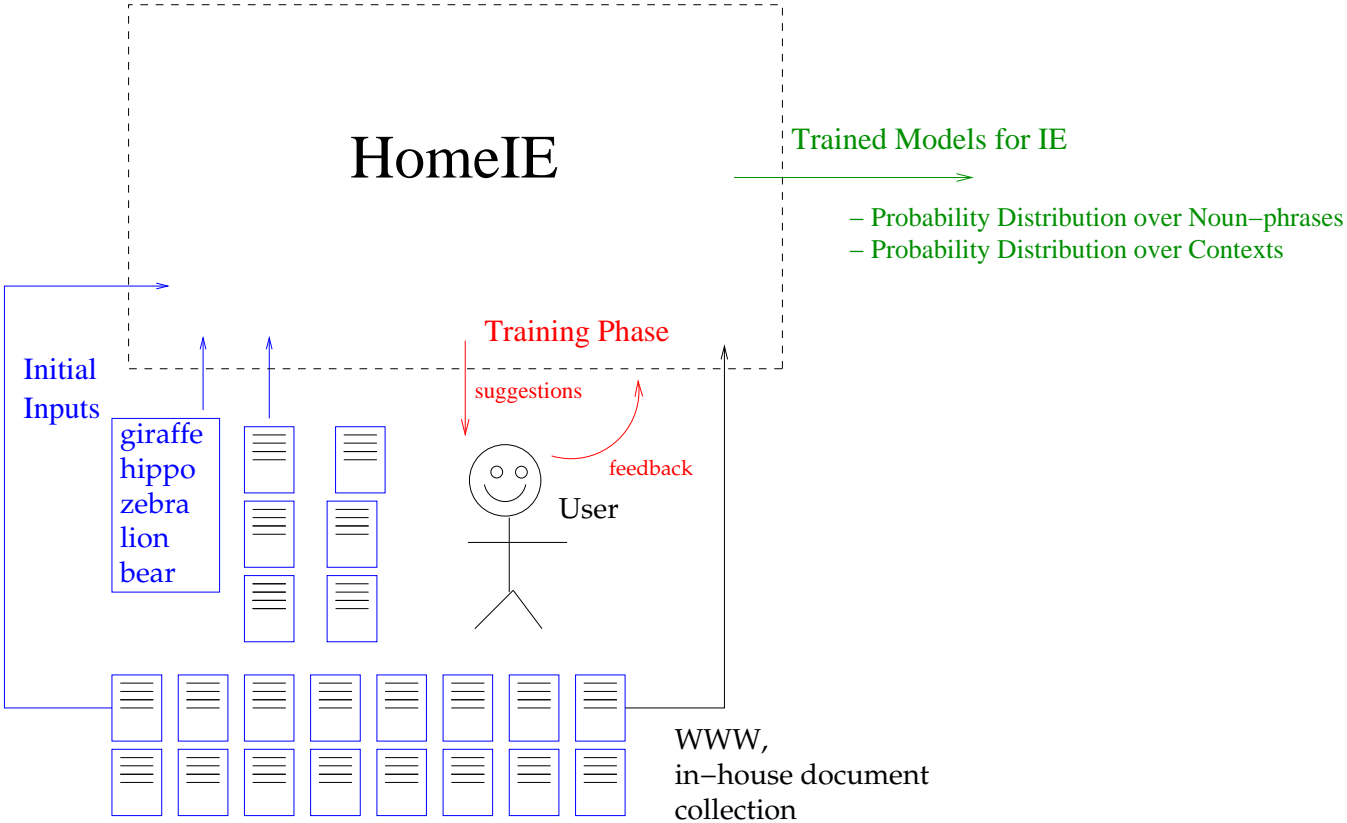 HomeIE
Trained Models for IE
− Probability Distribution over Noun−phrases
− Probability Distribution over Contexts
Training Phase
Initial
Inputs
suggestions
feedback
giraffe
hippo
zebra
lion
bear
User
WWW,
in−house document
collection